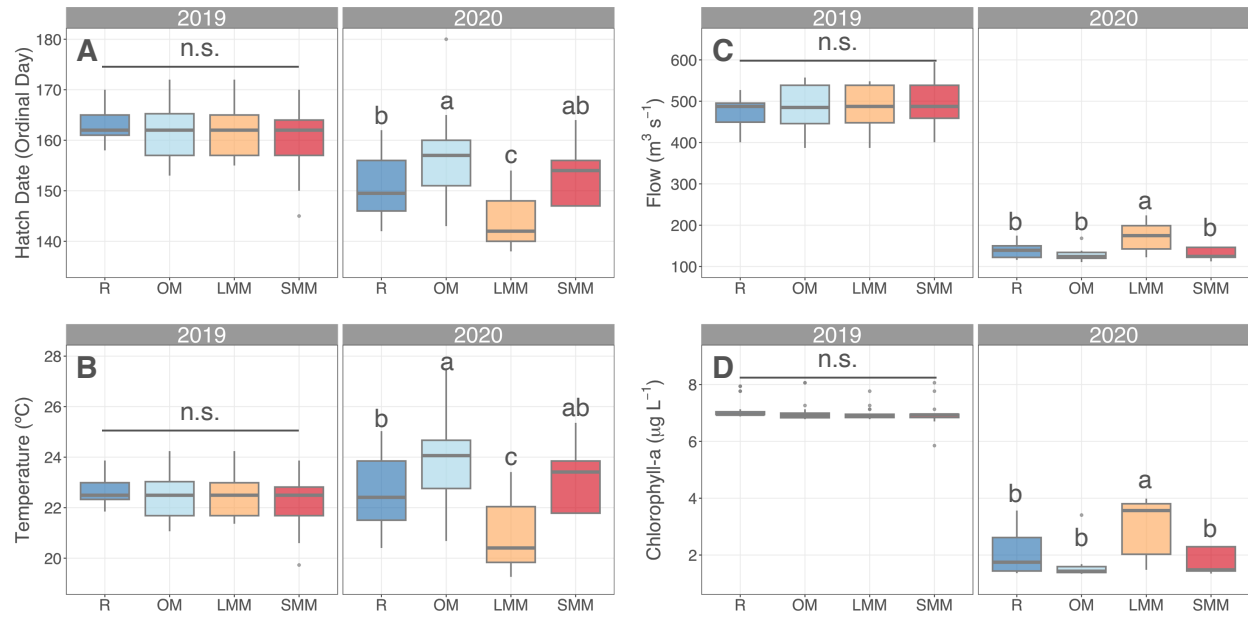 2019
2020
A
n.s.
b
a
c
ab
Hatch Date (Ordinal Day)
180
170
160
150
140
R
OM
LMM
SMM
R
OM
LMM
SMM
2019
2020
C
n.s.
b
b
a
b
Flow (m³ s⁻¹)
600
500
400
300
200
100
R
OM
LMM
SMM
R
OM
LMM
SMM
2019
2020
B
n.s.
b
a
c
ab
Temperature (ºC)
28
26
24
22
20
R
OM
LMM
SMM
R
OM
LMM
SMM
2019
2020
D
n.s.
b
b
a
b
Chlorophyll-a (μg L⁻¹)
8
6
4
2
R
OM
LMM
SMM
R
OM
LMM
SMM